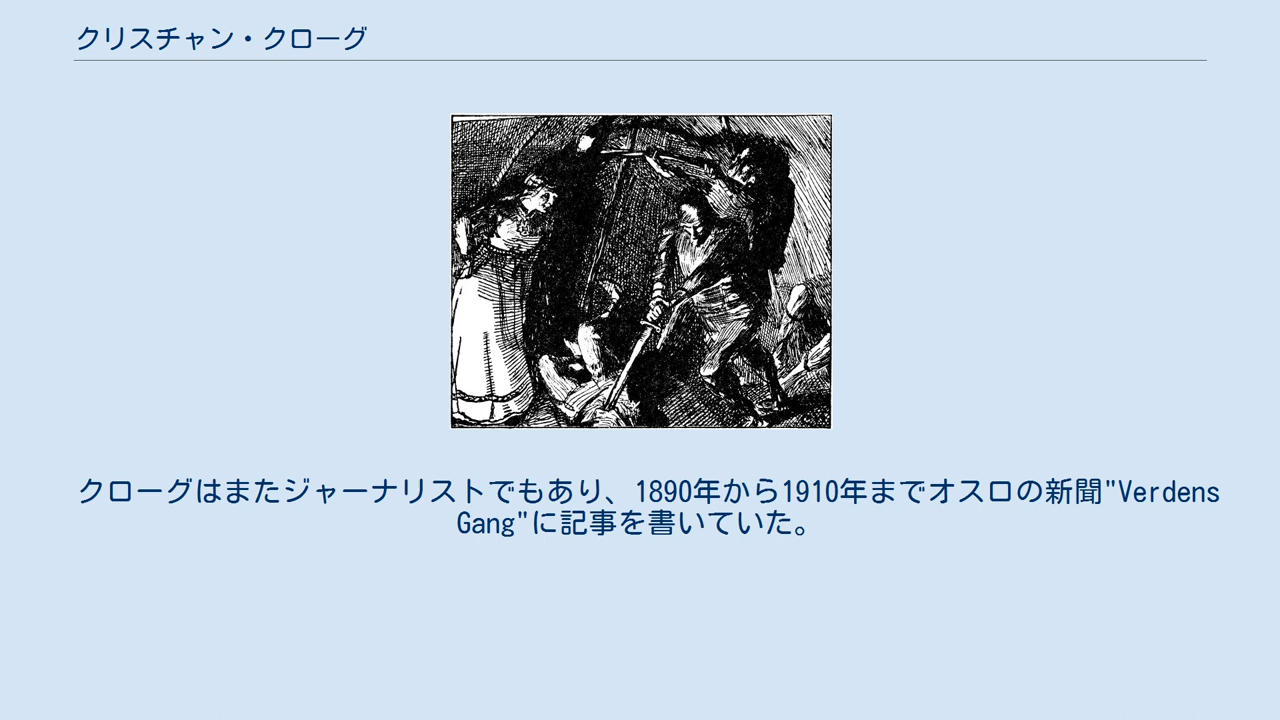 クリスチャン・クローグ
クローグはまたジャーナリストでもあり、1890年から1910年までオスロの新聞"Verdens
Gang"に記事を書いていた。